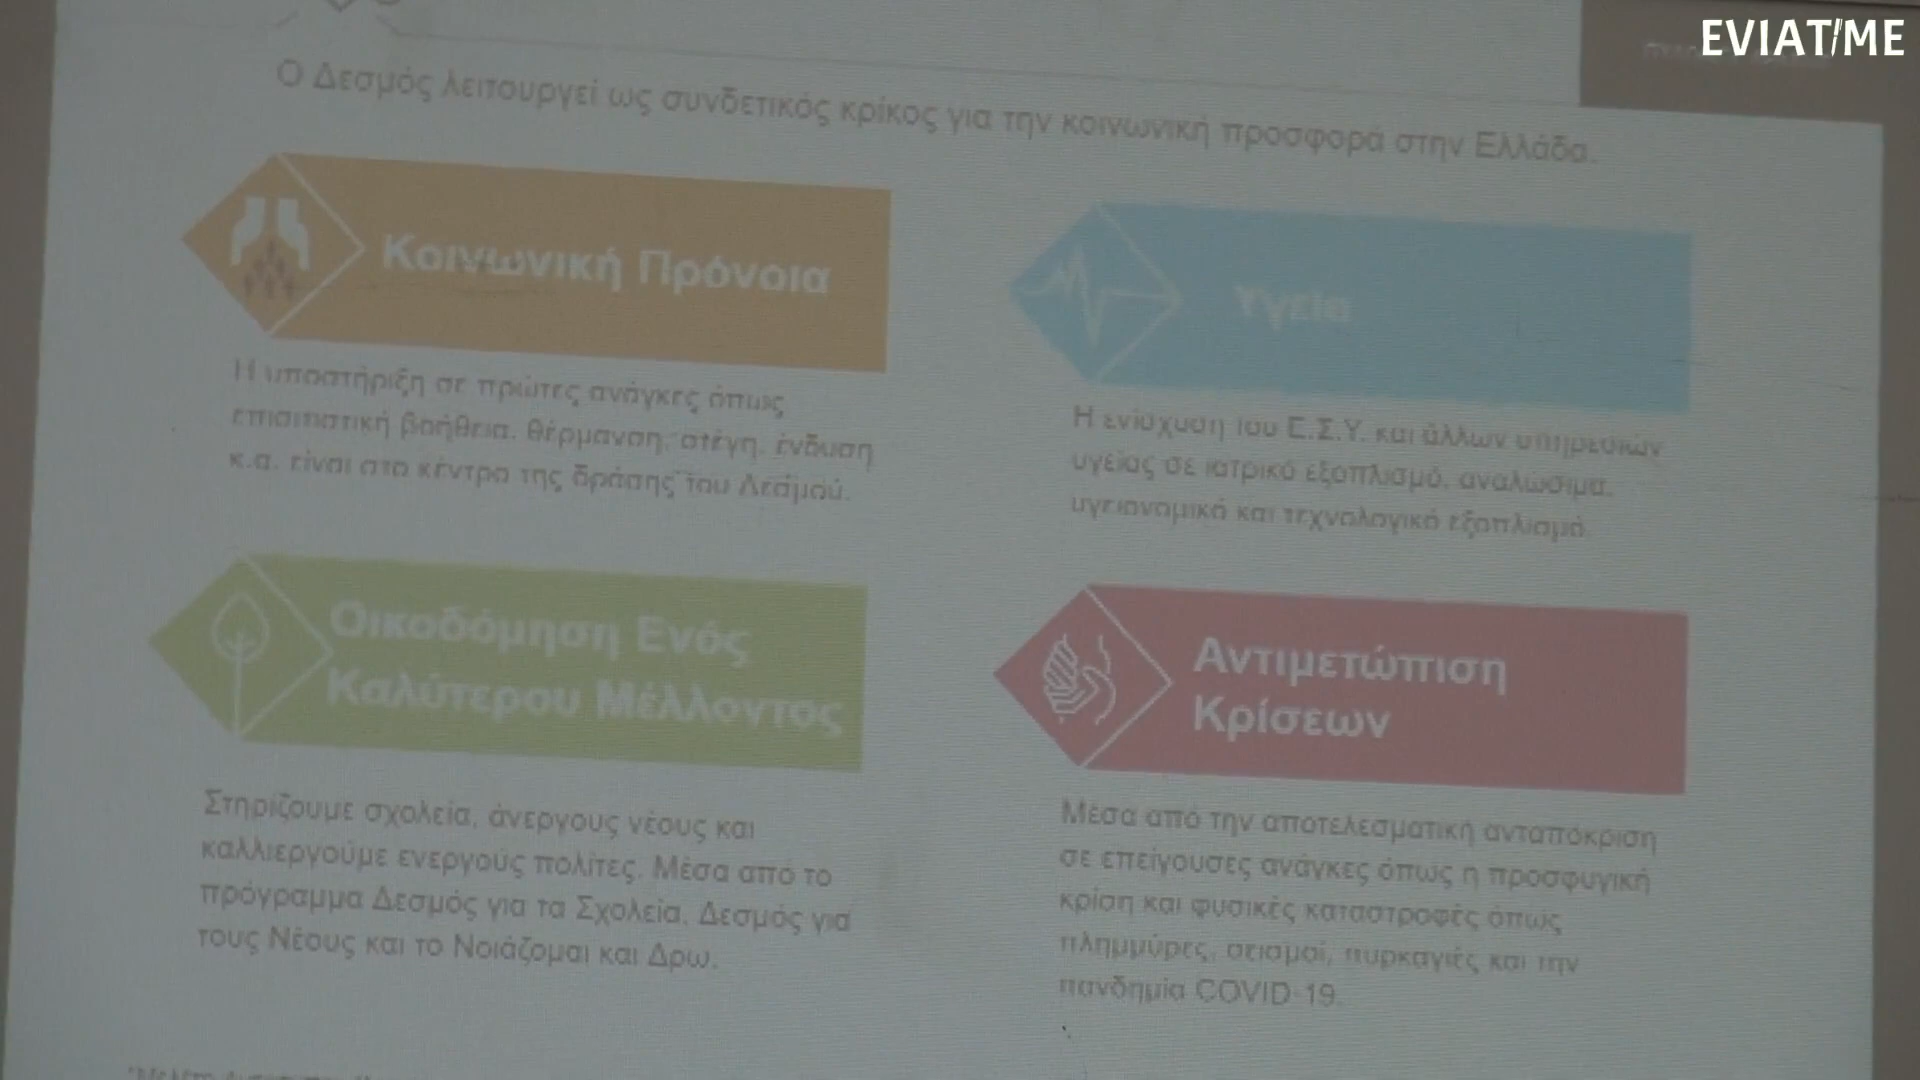 EVIATIME
Ο Δεσμός λειτουργεί ως συνδετικός κρίκος για την κοινωνική προσφορά στην Ελλάδα.
Κοινωνική Πρόνοια
Η υποστήριξη σε πρώτες ανάγκες όπως
επισιτιστική βοήθεια, θέρμανση, στέγη, ένδυση
κ.α. είναι στο κέντρο της δράσης του Δεσμού.
Υγεία
Η ενίσχυση του Ε.Σ.Υ. και άλλων υπηρεσιών
υγείας σε ιατρικό εξοπλισμό, αναλώσιμα,
υγειονομικό και τεχνολογικό εξοπλισμό.
Οικοδόμηση Ενός
Καλύτερου Μέλλοντος
Στηρίζουμε σχολεία, άνεργους νέους και
καλλιεργούμε ενεργούς πολίτες. Μέσα από το
πρόγραμμα Δεσμός για τα Σχολεία, Δεσμός για
τους Νέους και το Νοιάζομαι και Δρω.
Αντιμετώπιση
Κρίσεων
Μέσα από την αποτελεσματική ανταπόκριση
σε επείγουσες ανάγκες όπως η προσφυγική
κρίση και φυσικές καταστροφές όπως
πλημμύρες, σεισμοί, πυρκαγιές και την
πανδημία COVID-19.